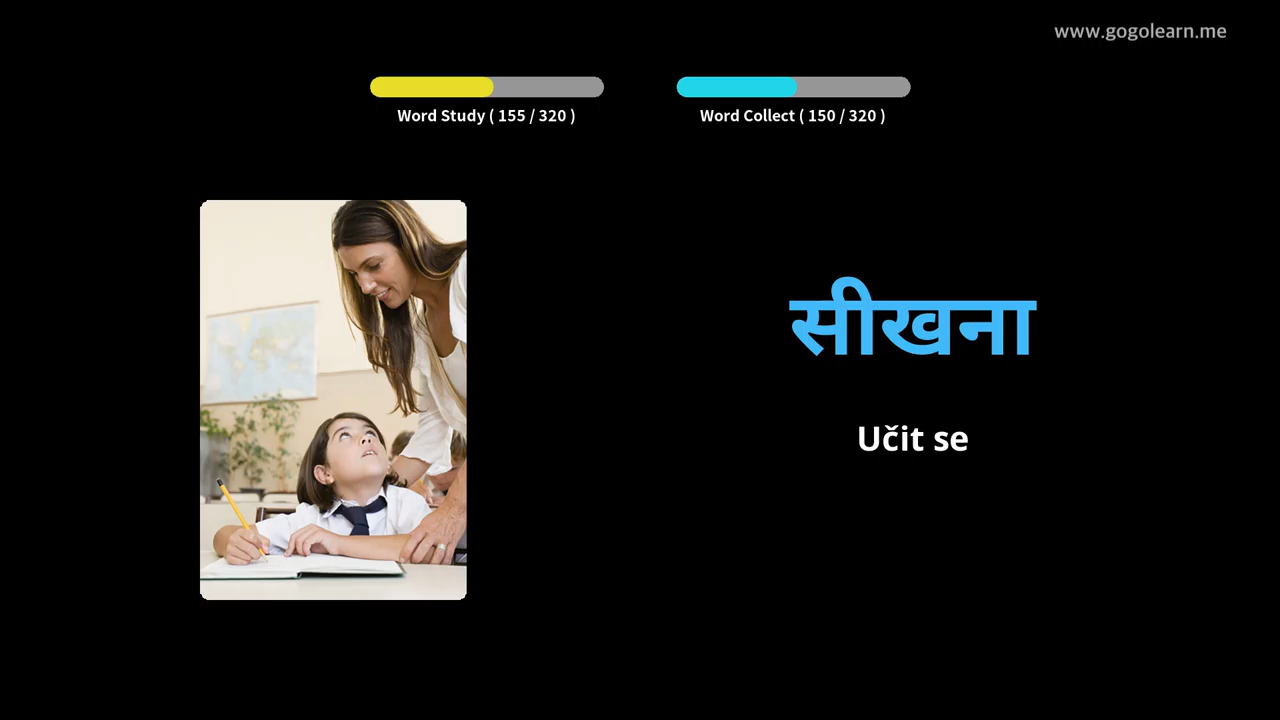 www.gogolearn.me
Word Study ( 155 / 320 )
Word Collect ( 150 / 320 )
सीखना
Učit se